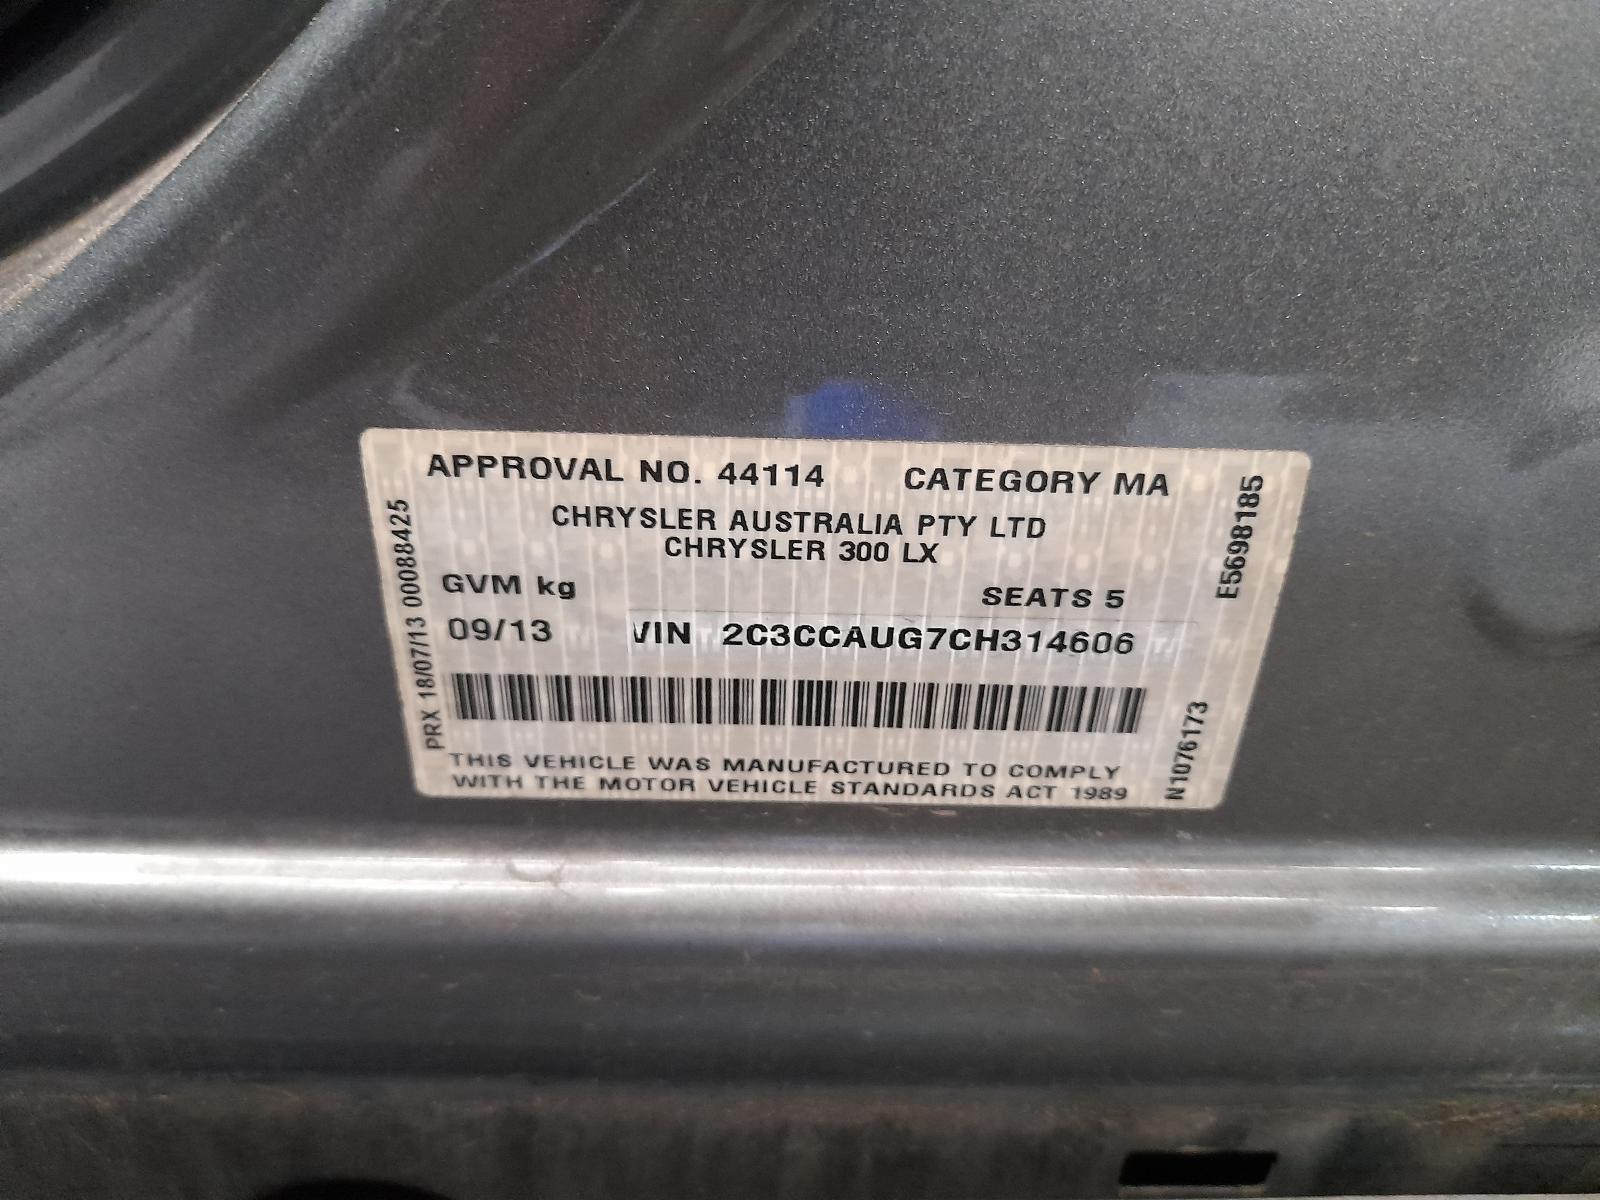 APPROVAL NO. 44114 CATEGORY MA
CHRYSLER AUSTRALIA PTY LTD
CHRYSLER 300 LX
GVM kg SEATS 5
09/13 VIN 2C3CCAUG7CH314606
THIS VEHICLE WAS MANUFACTURED TO COMPLY
WITH THE MOTOR VEHICLE STANDARDS ACT 1989
PRX 18/07/13 00088425
E5698185
N1076173